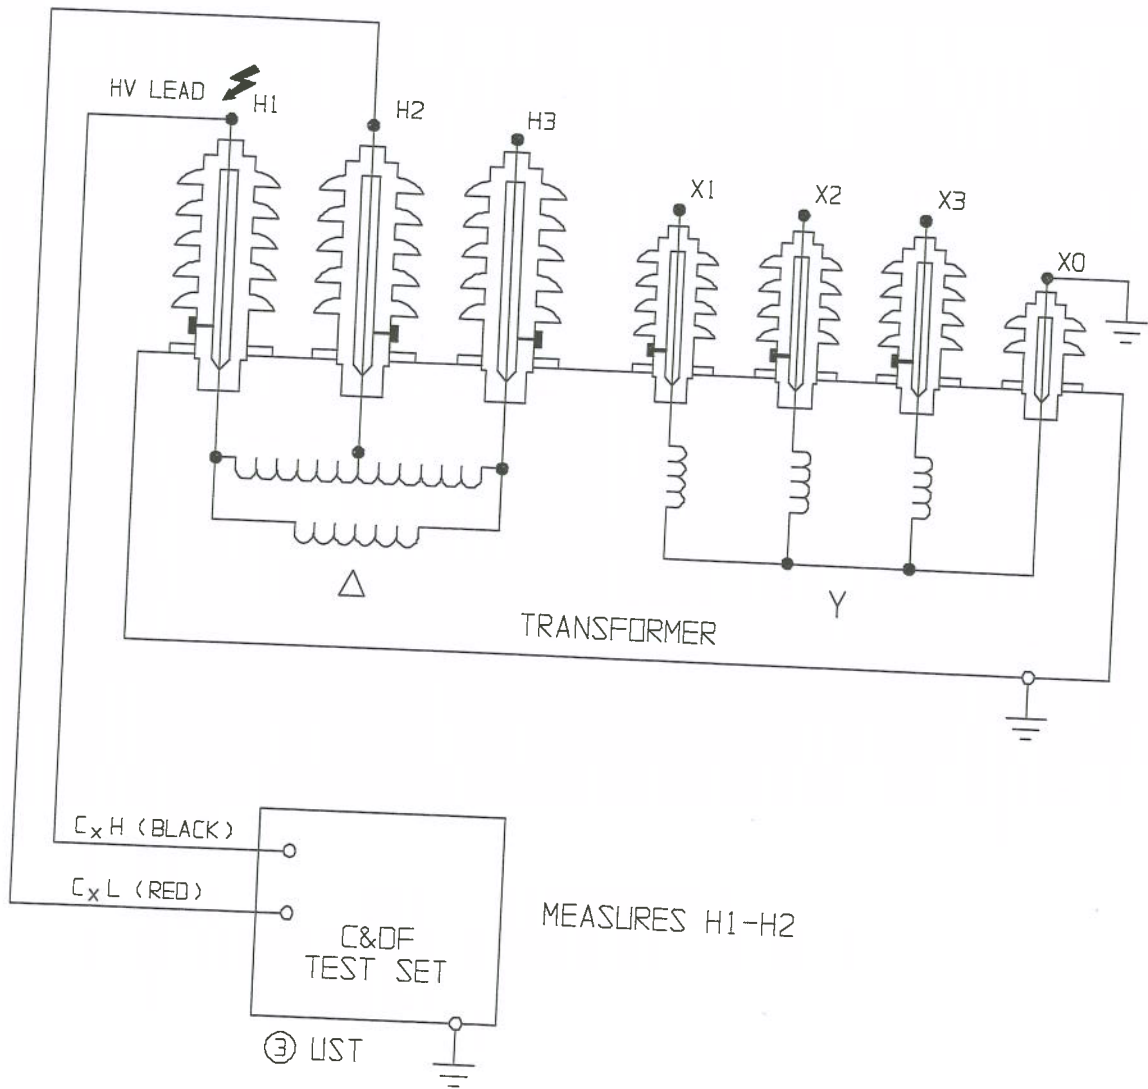 HV LEAD
H1
H2
H3
X1
X2
X3
X0
Δ
Y
TRANSFORMER
CxH (BLACK)
CxL (RED)
C&DF
TEST SET
MEASURES H1-H2
③ UST